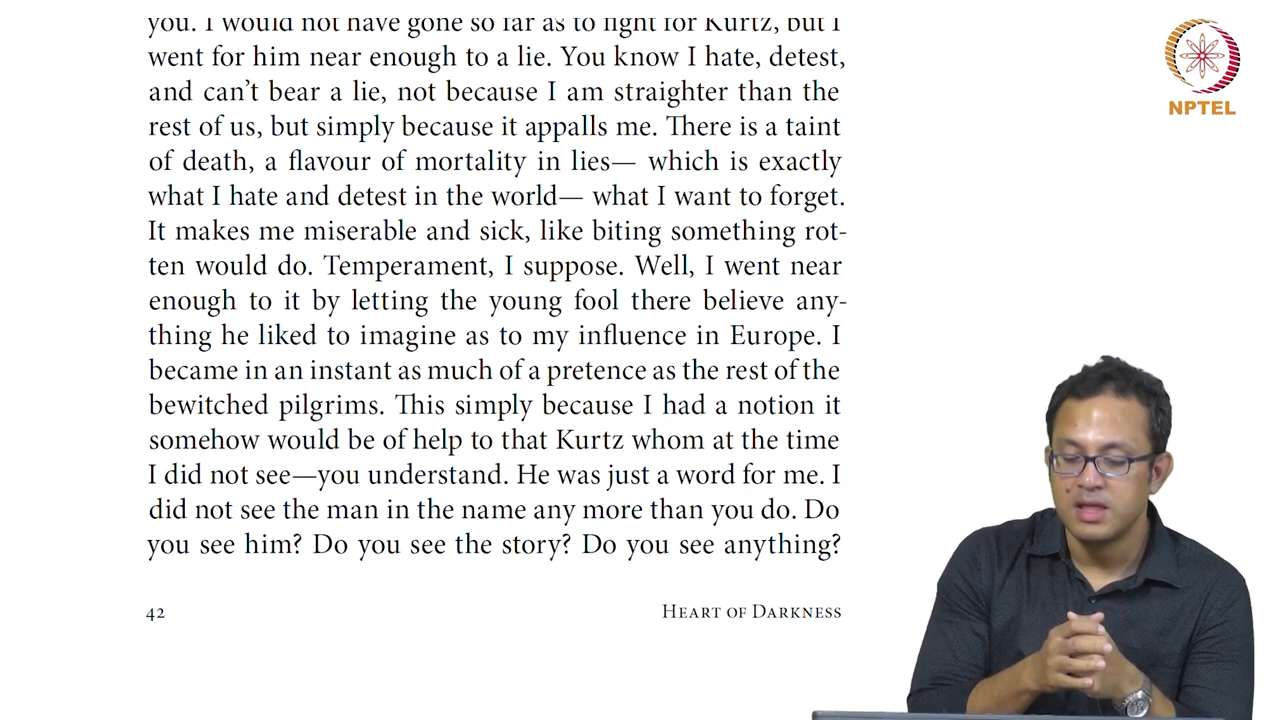 you. I would not have gone so far as to fight for Kurtz, but I
went for him near enough to a lie. You know I hate, detest,
and can't bear a lie, not because I am straighter than the
rest of us, but simply because it appalls me. There is a taint
of death, a flavour of mortality in lies— which is exactly
what I hate and detest in the world— what I want to forget.
It makes me miserable and sick, like biting something rot-
ten would do. Temperament, I suppose. Well, I went near
enough to it by letting the young fool there believe any-
thing he liked to imagine as to my influence in Europe. I
became in an instant as much of a pretence as the rest of the
bewitched pilgrims. This simply because I had a notion it
somehow would be of help to that Kurtz whom at the time
I did not see—you understand. He was just a word for me. I
did not see the man in the name any more than you do. Do
you see him? Do you see the story? Do you see anything?
42 HEART OF DARKNESS
NPTEL